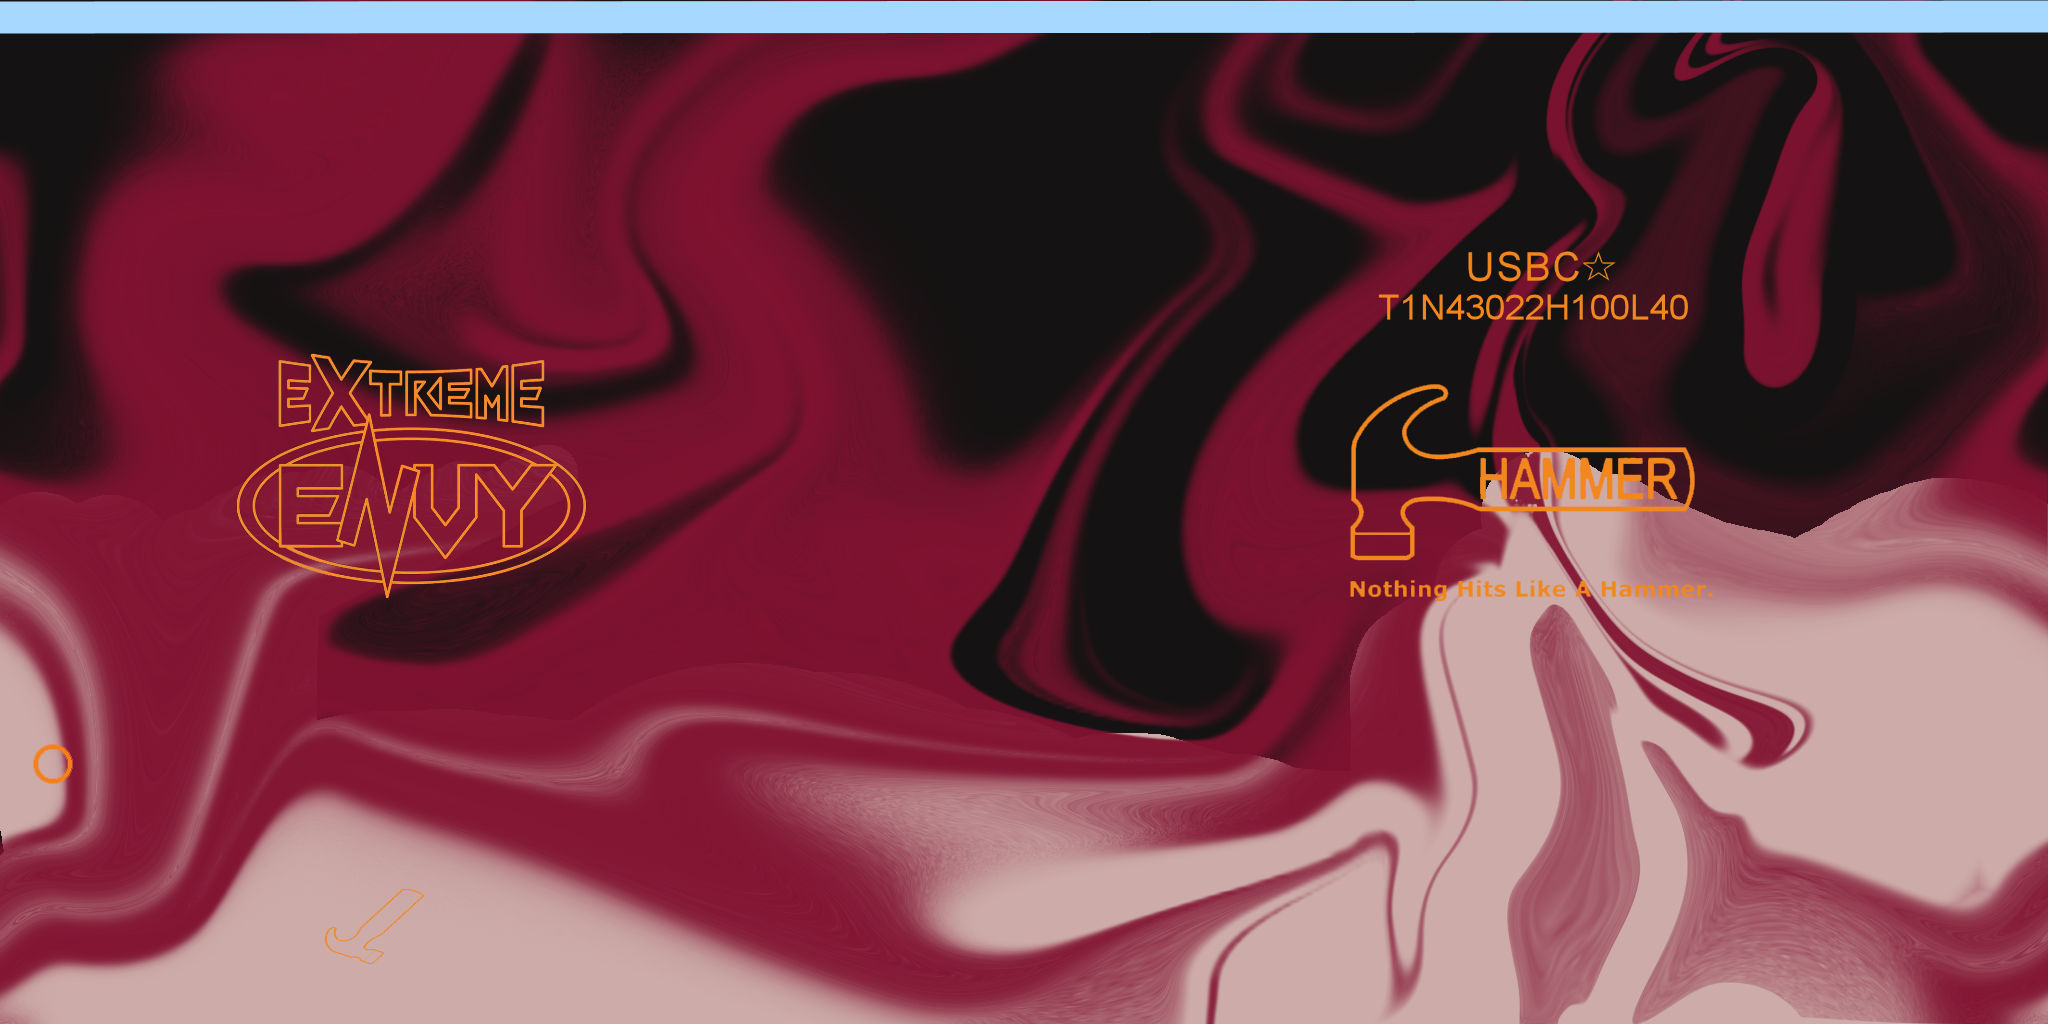 EXTREME
ENVY
USBC☆
T1N43022H100L40
HAMMER
Nothing Hits Like A Hammer.